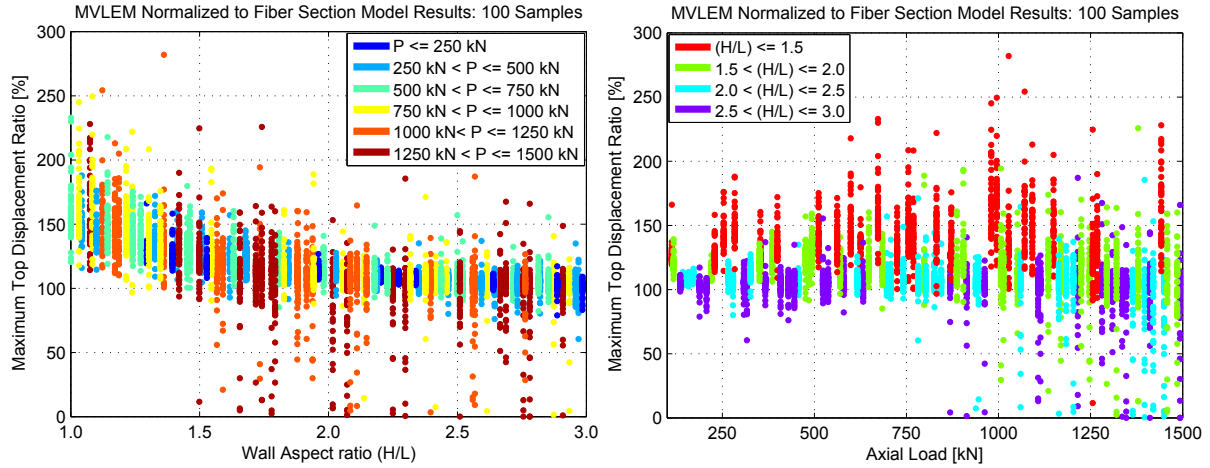 MVLEM Normalized to Fiber Section Model Results: 100 Samples
300
250
200
150
100
50
0
Maximum Top Displacement Ratio [%]
P <= 250 kN
250 kN < P <= 500 kN
500 kN < P <= 750 kN
750 kN < P <= 1000 kN
1000 kN< P <= 1250 kN
1250 kN < P <= 1500 kN
1.0 1.5 2.0 2.5 3.0
Wall Aspect ratio (H/L)
MVLEM Normalized to Fiber Section Model Results: 100 Samples
300
250
200
150
100
50
0
Maximum Top Displacement Ratio [%]
(H/L) <= 1.5
1.5 < (H/L) <= 2.0
2.0 < (H/L) <= 2.5
2.5 < (H/L) <= 3.0
250 500 750 1000 1250 1500
Axial Load [kN]